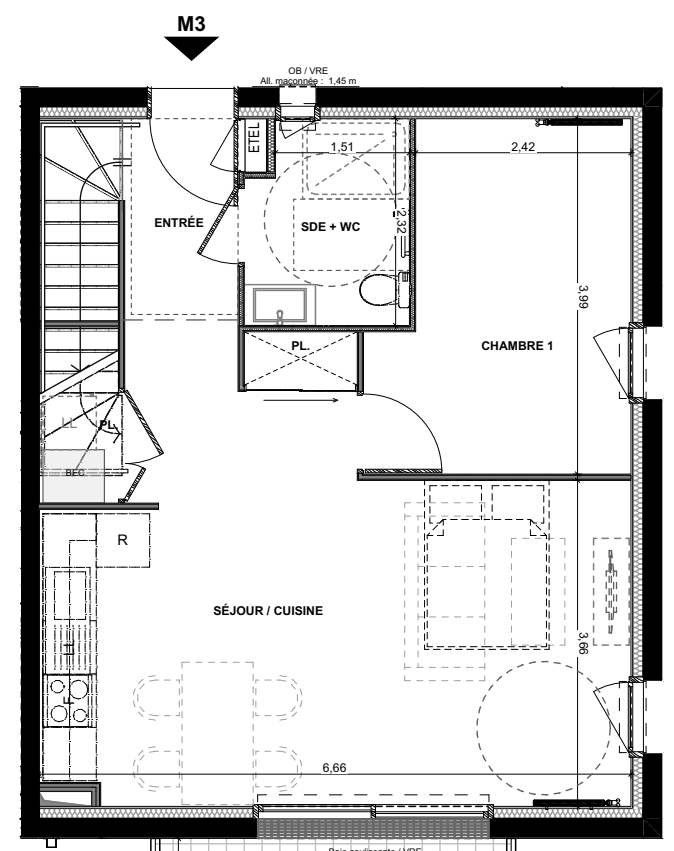 M3
OB / VRE
All. maçonnée : 1,45 m
ETEL
1,51
2,42
ENTRÉE
SDE + WC
2,32
3,99
PL.
CHAMBRE 1
LL
PL.
BEC
R
SÉJOUR / CUISINE
LL
F
3,66
6,66
Baie coulissante / VRE